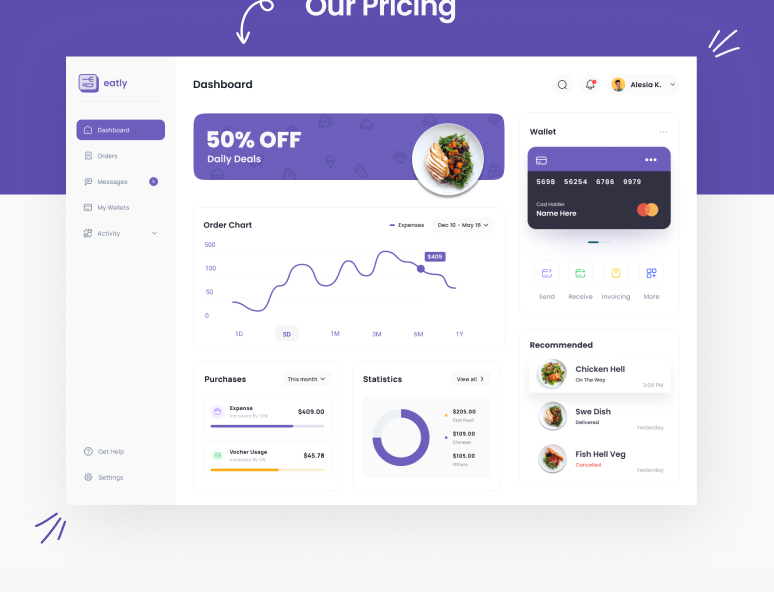 Our Pricing
eatly
Dashboard
Alesia K.
Dashboard
Orders
Messages
My Wallets
Activity
Get Help
Settings
50% OFF
Daily Deals
Order Chart
Expenses
Dec 10 - May 15
500
100
50
0
$409
1D
5D
1M
3M
6M
1Y
Purchases
This month
Expense
Increased By 10%
$409.00
Vocher Usage
Increased By 5%
$45.78
Statistics
View all
$205.00
Fast Food
$109.00
Chinese
$105.00
Others
Wallet
5698 56254 6786 9979
Cad Holder
Name Here
Send
Receive
Invoicing
More
Recommended
Chicken Hell
On The Way
3:05 PM
Swe Dish
Delivered
Yesterday
Fish Hell Veg
Cancelled
Yesterday